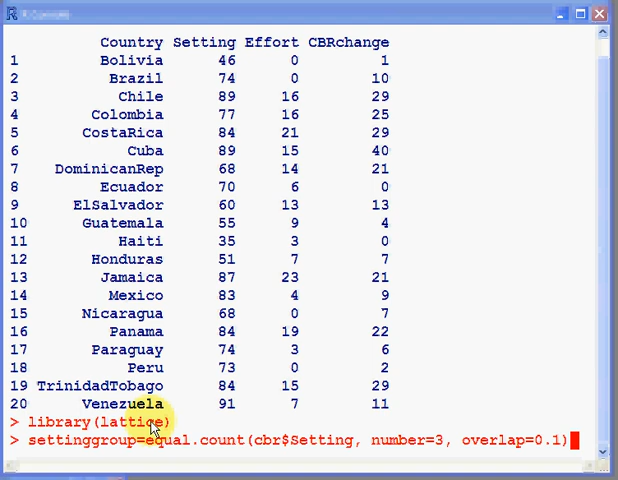 Country Setting Effort CBRchange
1 Bolivia 46 0 1
2 Brazil 74 0 10
3 Chile 89 16 29
4 Colombia 77 16 25
5 CostaRica 84 21 29
6 Cuba 89 15 40
7 DominicanRep 68 14 21
8 Ecuador 70 6 0
9 ElSalvador 60 13 13
10 Guatemala 55 9 4
11 Haiti 35 3 0
12 Honduras 51 7 7
13 Jamaica 87 23 21
14 Mexico 83 4 9
15 Nicaragua 68 0 7
16 Panama 84 19 22
17 Paraguay 74 3 6
18 Peru 73 0 2
19 TrinidadTobago 84 15 29
20 Venezuela 91 7 11
> library(lattice)
> settinggroup=equal.count(cbr$Setting, number=3, overlap=0.1)